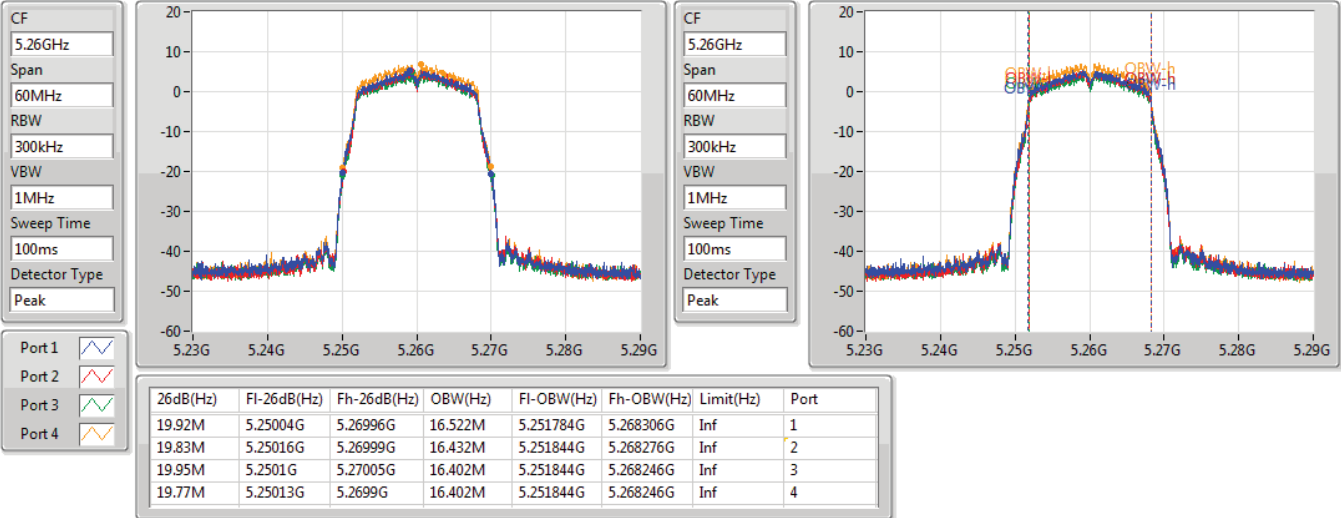 CF
5.26GHz
Span
60MHz
RBW
300kHz
VBW
1MHz
Sweep Time
100ms
Detector Type
Peak
20
10
0
-10
-20
-30
-40
-50
-60
5.23G 5.24G 5.25G 5.26G 5.27G 5.28G 5.29G
CF
5.26GHz
Span
60MHz
RBW
300kHz
VBW
1MHz
Sweep Time
100ms
Detector Type
Peak
20
10
0
-10
-20
-30
-40
-50
-60
OBW-h
OBW-h
5.23G 5.24G 5.25G 5.26G 5.27G 5.28G 5.29G
Port 1
Port 2
Port 3
Port 4
26dB(Hz) Fl-26dB(Hz) Fh-26dB(Hz) OBW(Hz) Fl-OBW(Hz) Fh-OBW(Hz) Limit(Hz) Port
19.92M 5.25004G 5.26996G 16.522M 5.251784G 5.268306G Inf 1
19.83M 5.25016G 5.26999G 16.432M 5.251844G 5.268276G Inf 2
19.95M 5.2501G 5.27005G 16.402M 5.251844G 5.268246G Inf 3
19.77M 5.25013G 5.2699G 16.402M 5.251844G 5.268246G Inf 4